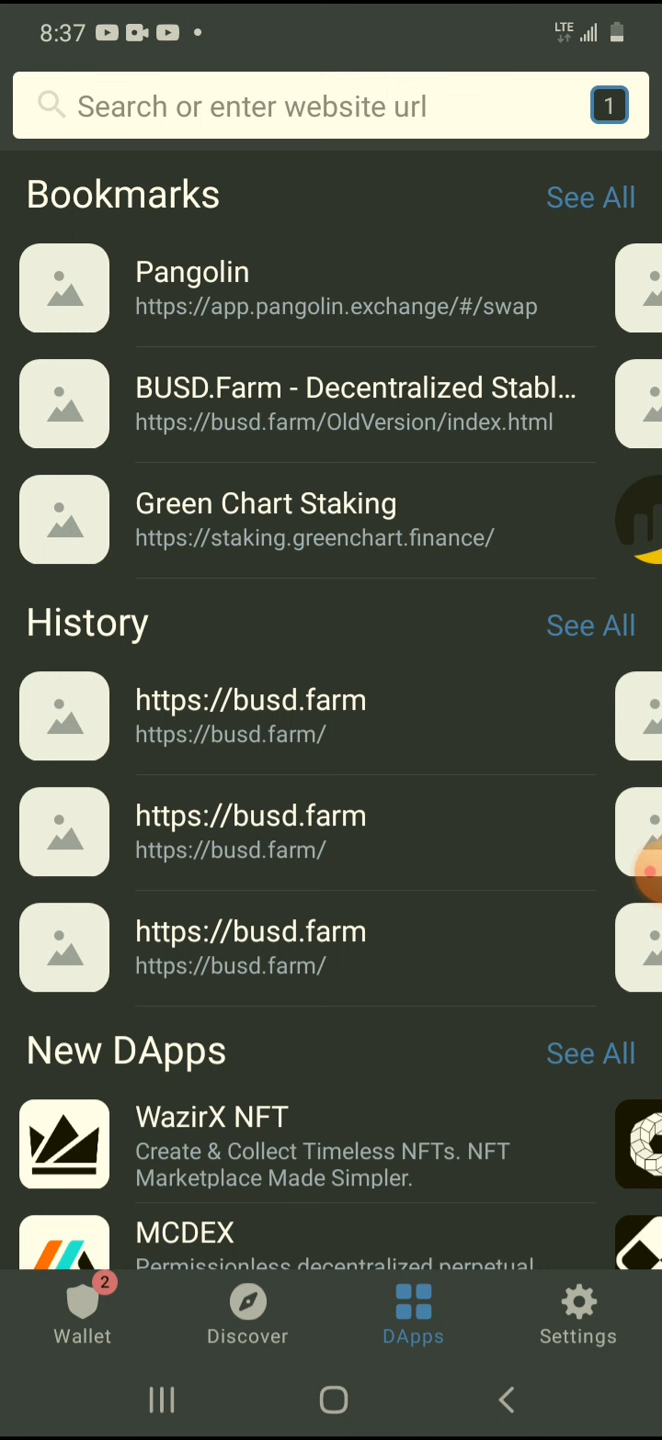 8:37
LTE
Search or enter website url
1
Bookmarks
See All
Pangolin
https://app.pangolin.exchange/#/swap
BUSD.Farm - Decentralized Stabl...
https://busd.farm/OldVersion/index.html
Green Chart Staking
https://staking.greenchart.finance/
History
See All
https://busd.farm
https://busd.farm/
https://busd.farm
https://busd.farm/
https://busd.farm
https://busd.farm/
New DApps
See All
WazirX NFT
Create & Collect Timeless NFTs. NFT
Marketplace Made Simpler.
MCDEX
Permissionless decentralized perpetual
2
Wallet
Discover
DApps
Settings